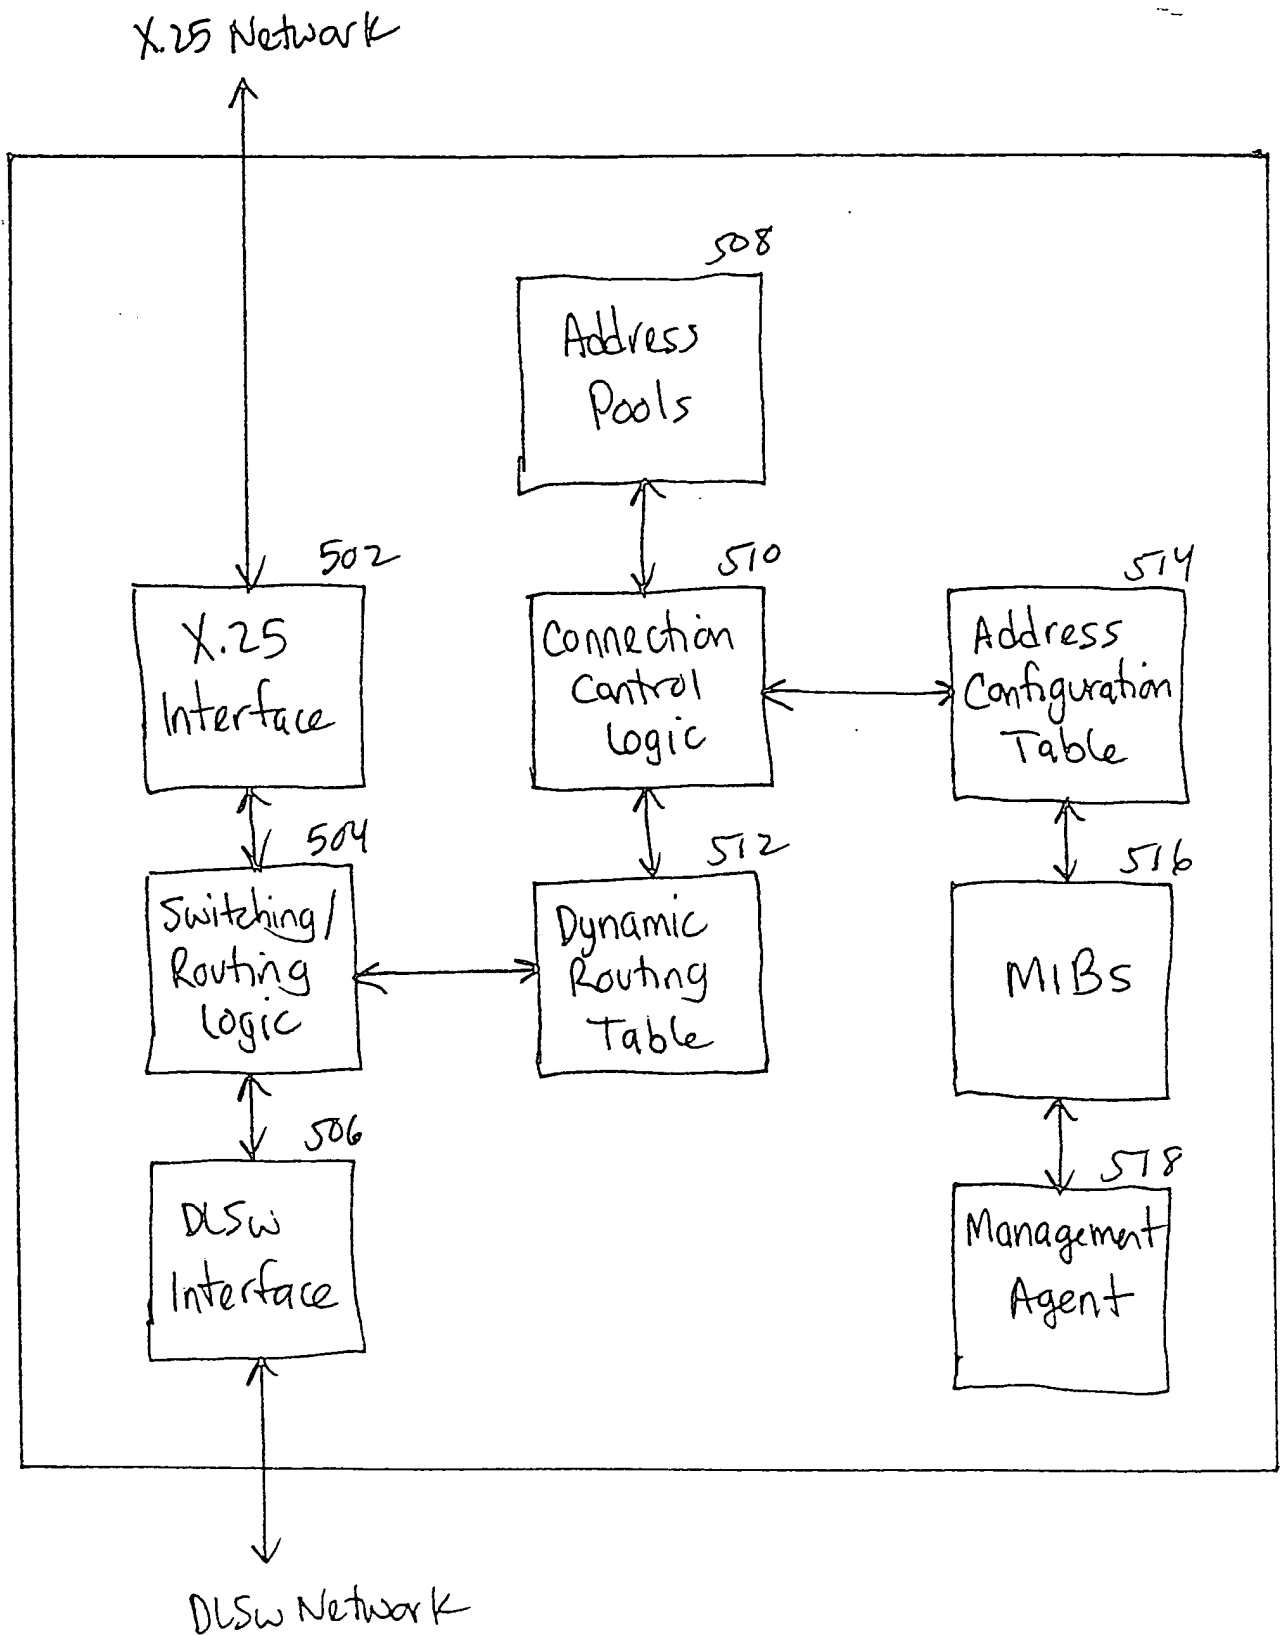 X.25 Network
508
Address
Pools
502
X.25
Interface
510
Connection
Control
Logic
514
Address
Configuration
Table
504
Switching/
Routing
Logic
512
Dynamic
Routing
Table
516
MIBs
506
DLSw
Interface
518
Management
Agent
DLSw Network